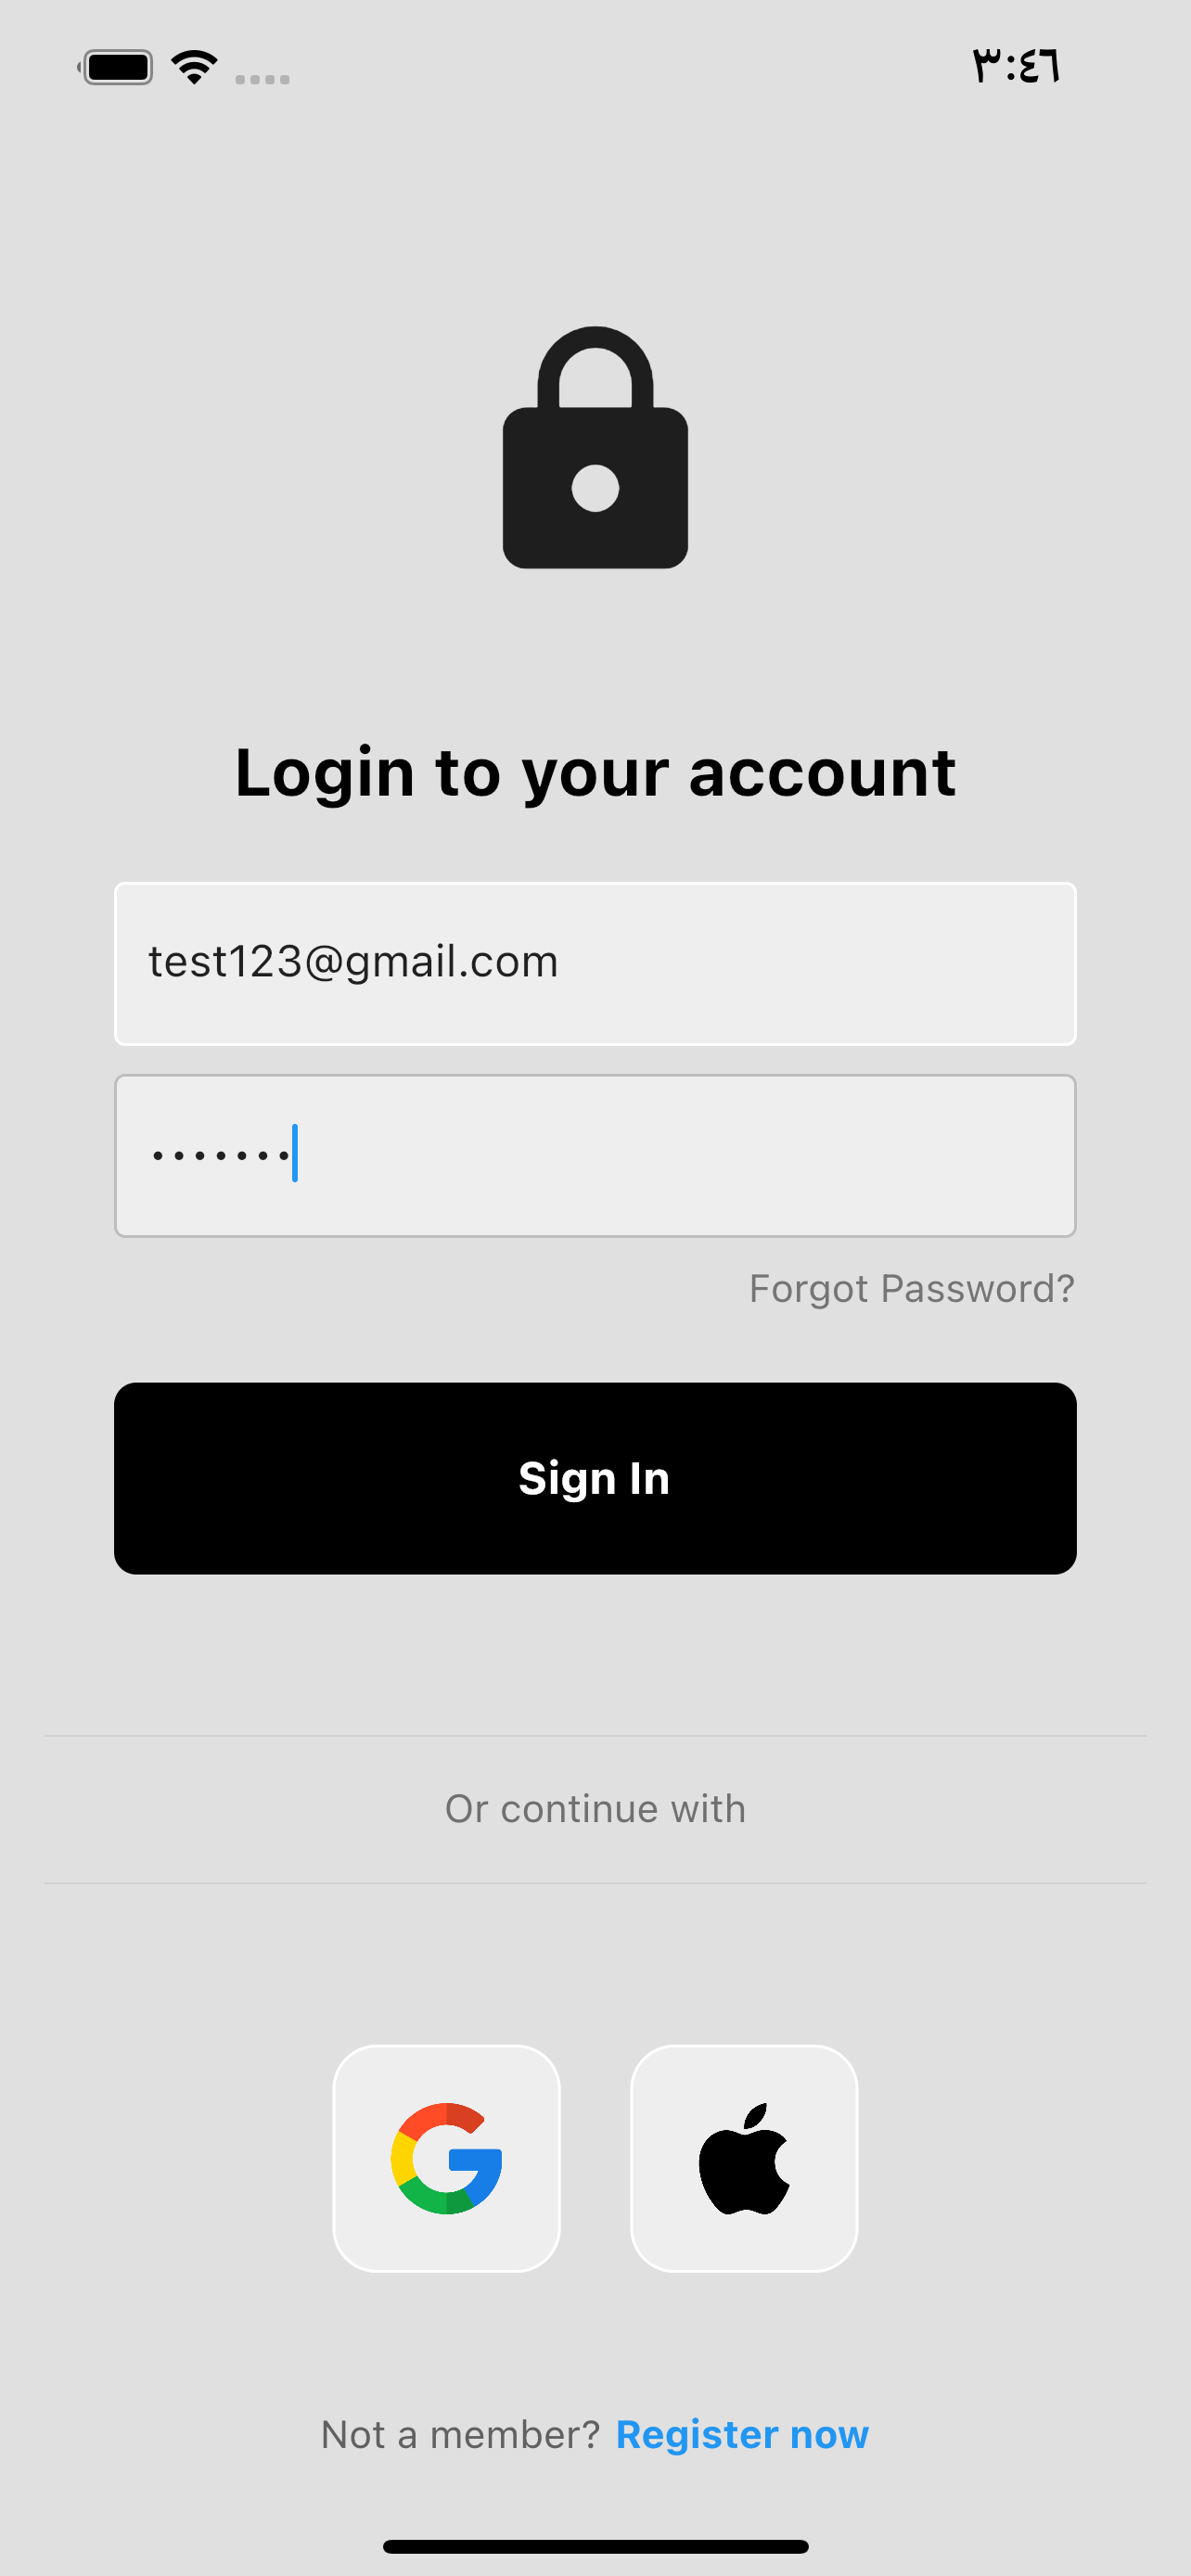 ٣:٤٦
Login to your account
test123@gmail.com
•••••••
Forgot Password?
Sign In
Or continue with
Not a member? Register now